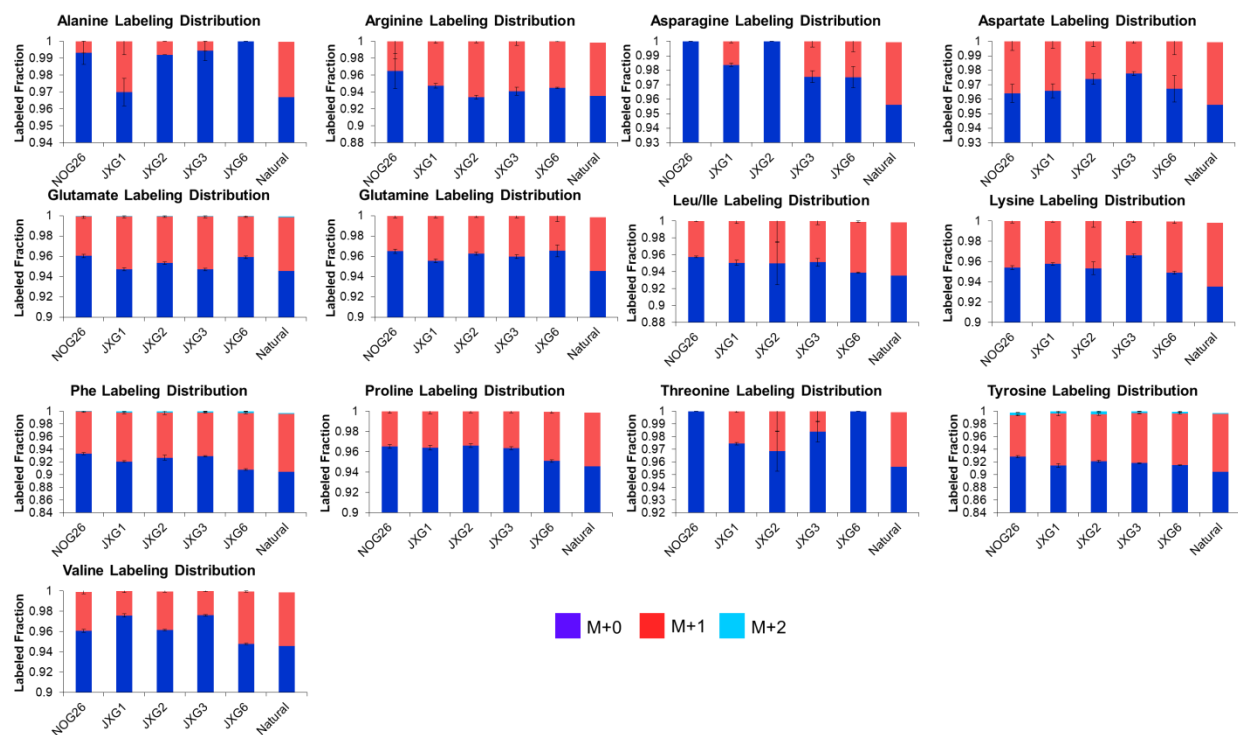 Alanine Labeling Distribution
Labeled Fraction
1
0.99
0.98
0.97
0.96
0.95
0.94
NOG26 JXG1 JXG2 JXG3 JXG6 Natural
Arginine Labeling Distribution
Labeled Fraction
1
0.98
0.96
0.94
0.92
0.9
0.88
NOG26 JXG1 JXG2 JXG3 JXG6 Natural
Asparagine Labeling Distribution
Labeled Fraction
1
0.99
0.98
0.97
0.96
0.95
0.94
0.93
NOG26 JXG1 JXG2 JXG3 JXG6 Natural
Aspartate Labeling Distribution
Labeled Fraction
1
0.99
0.98
0.97
0.96
0.95
0.94
0.93
NOG26 JXG1 JXG2 JXG3 JXG6 Natural
Glutamate Labeling Distribution
Labeled Fraction
1
0.98
0.96
0.94
0.92
0.9
NOG26 JXG1 JXG2 JXG3 JXG6 Natural
Glutamine Labeling Distribution
Labeled Fraction
1
0.98
0.96
0.94
0.92
0.9
NOG26 JXG1 JXG2 JXG3 JXG6 Natural
Leu/Ile Labeling Distribution
Labeled Fraction
1
0.98
0.96
0.94
0.92
0.9
0.88
NOG26 JXG1 JXG2 JXG3 JXG6 Natural
Lysine Labeling Distribution
Labeled Fraction
1
0.98
0.96
0.94
0.92
0.9
NOG26 JXG1 JXG2 JXG3 JXG6 Natural
Phe Labeling Distribution
Labeled Fraction
1
0.98
0.96
0.94
0.92
0.9
0.88
0.86
0.84
NOG26 JXG1 JXG2 JXG3 JXG6 Natural
Proline Labeling Distribution
Labeled Fraction
1
0.98
0.96
0.94
0.92
0.9
NOG26 JXG1 JXG2 JXG3 JXG6 Natural
Threonine Labeling Distribution
Labeled Fraction
1
0.99
0.98
0.97
0.96
0.95
0.94
0.93
0.92
NOG26 JXG1 JXG2 JXG3 JXG6 Natural
Tyrosine Labeling Distribution
Labeled Fraction
1
0.98
0.96
0.94
0.92
0.9
0.88
0.86
0.84
NOG26 JXG1 JXG2 JXG3 JXG6 Natural
Valine Labeling Distribution
Labeled Fraction
1
0.98
0.96
0.94
0.92
0.9
NOG26 JXG1 JXG2 JXG3 JXG6 Natural
M+0 M+1 M+2